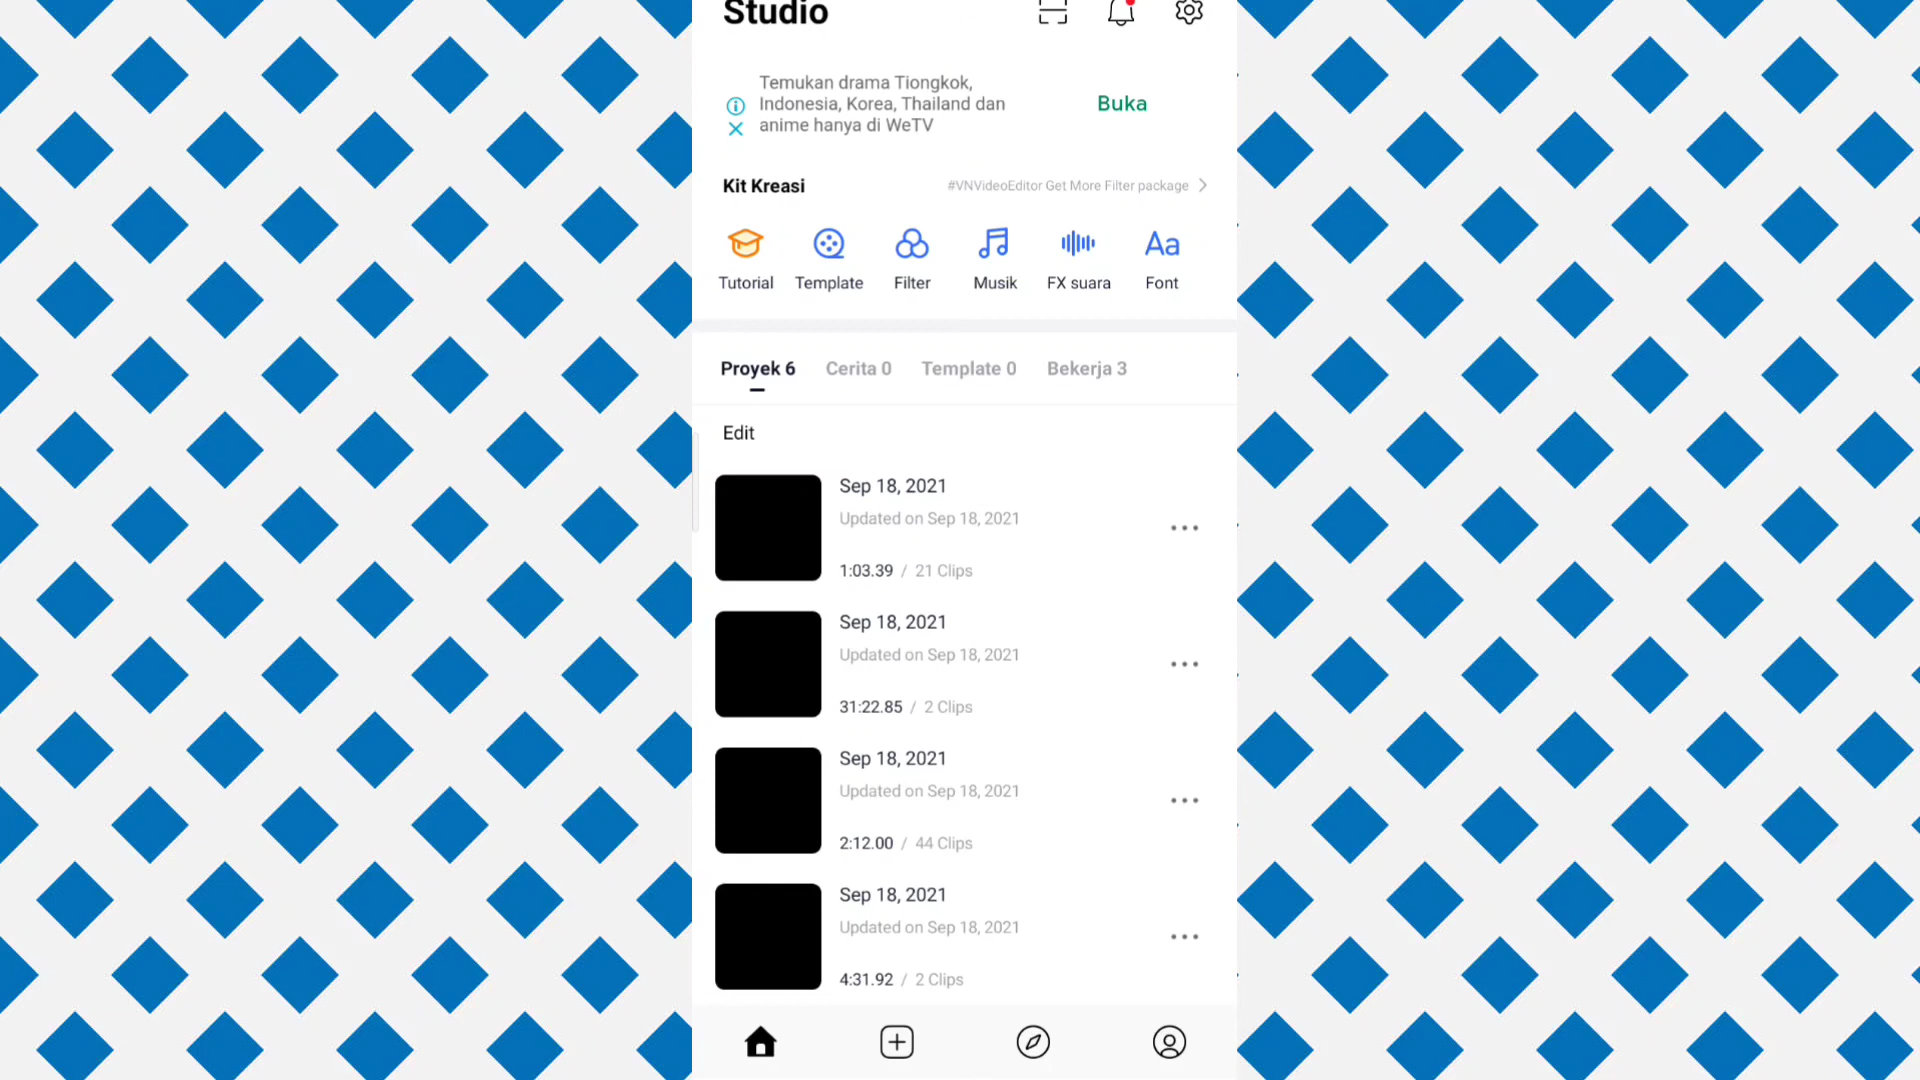 Studio
Temukan drama Tiongkok,
Indonesia, Korea, Thailand dan
anime hanya di WeTV
Buka
Kit Kreasi
#VNVideoEditor Get More Filter package
Tutorial
Template
Filter
Musik
FX suara
Aa
Font
Proyek 6
Cerita 0
Template 0
Bekerja 3
Edit
Sep 18, 2021
Updated on Sep 18, 2021
1:03.39 / 21 Clips
Sep 18, 2021
Updated on Sep 18, 2021
31:22.85 / 2 Clips
Sep 18, 2021
Updated on Sep 18, 2021
2:12.00 / 44 Clips
Sep 18, 2021
Updated on Sep 18, 2021
4:31.92 / 2 Clips